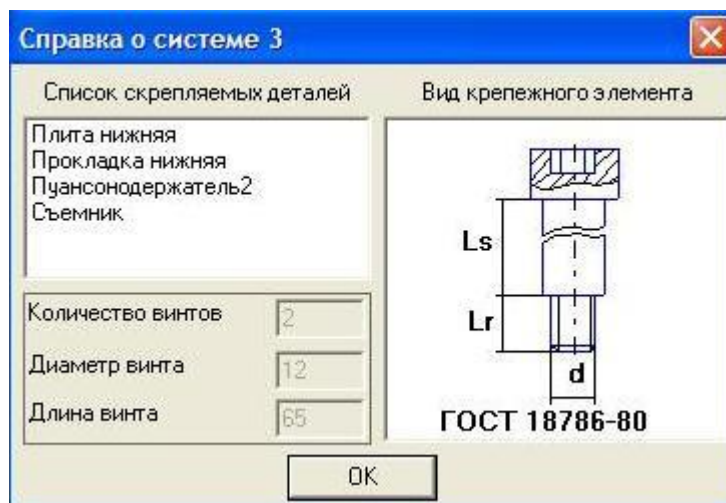 Справка о системе 3
Список скрепляемых деталей
Плита нижняя
Прокладка нижняя
Пуансонодержатель2
Съемник
Количество винтов 2
Диаметр винта 12
Длина винта 65
Вид крепежного элемента
Ls
Lr
d
ГОСТ 18786-80
OK